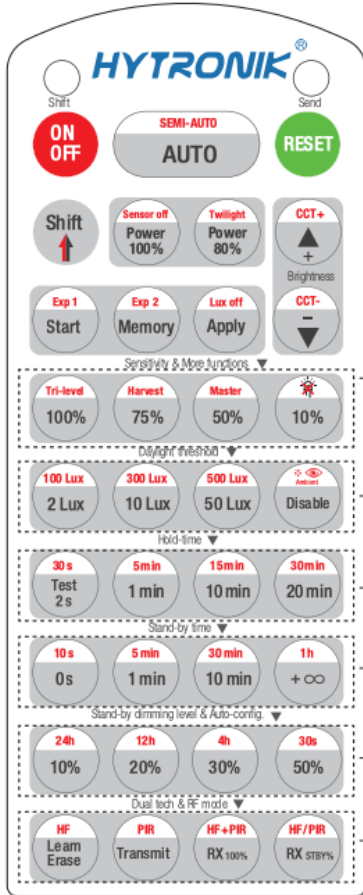 HYTRONIK®
Shift
Send
ON
OFF
SEMI-AUTO
AUTO
RESET
Shift
Sensor off
Power
100%
Twilight
Power
80%
CCT+
+
Brightness
CCT-
−
Exp 1
Start
Exp 2
Memory
Lux off
Apply
Sensitivity & More functions ▼
Tri-level
100%
Harvest
75%
Master
50%
10%
Daylight threshold ▼
100 Lux
2 Lux
300 Lux
10 Lux
500 Lux
50 Lux
Ambient
Disable
Hold-time ▼
30s
Test
2s
5min
1 min
15min
10 min
30min
20 min
Stand-by time ▼
10 s
0s
5 min
1 min
30 min
10 min
1h
+ ∞
Stand-by dimming level & Auto-config. ▼
24h
10%
12h
20%
4h
30%
30s
50%
Dual tech & RF mode ▼
HF
Learn
Erase
PIR
Transmit
HF+PIR
RX 100%
HF/PIR
RX STBY%